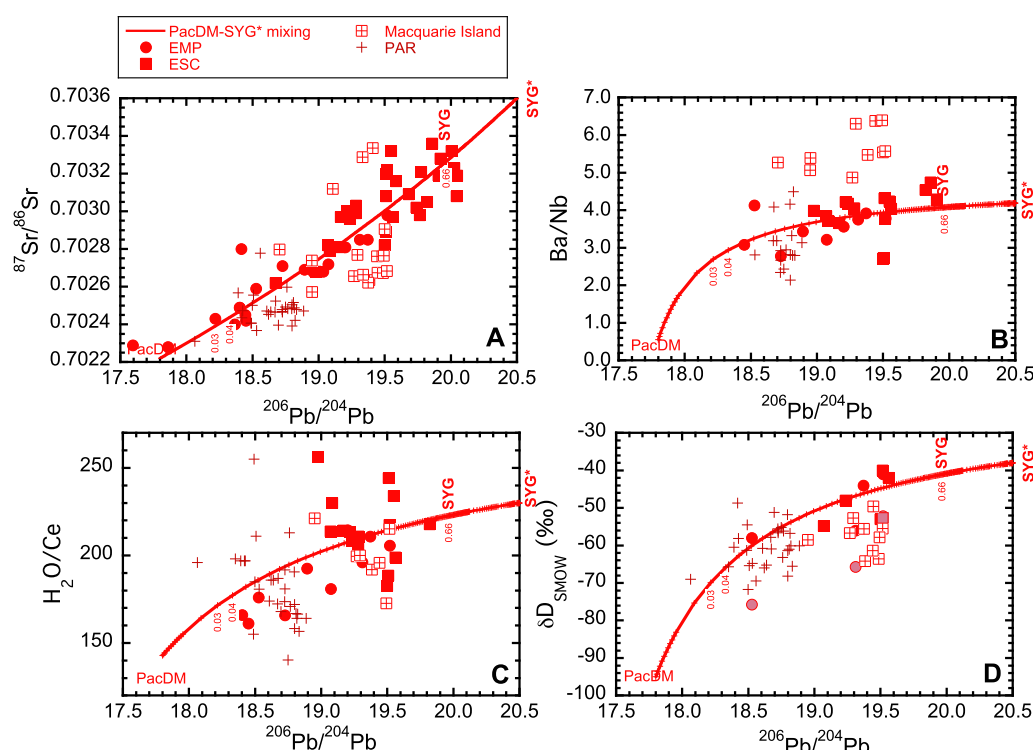 PacDM-SYG* mixing
EMP
ESC
Macquarie Island
PAR
0.7036
0.7034
0.7032
0.7030
0.7028
0.7026
0.7024
0.7022
87Sr/86Sr
17.5 18.0 18.5 19.0 19.5 20.0 20.5
206Pb/204Pb
PacDM
0.03
0.04
0.66
SYG
SYG*
A
7.0
6.0
5.0
4.0
3.0
2.0
1.0
0.0
Ba/Nb
17.5 18.0 18.5 19.0 19.5 20.0 20.5
206Pb/204Pb
PacDM
0.03
0.04
0.66
SYG
SYG*
B
250
200
150
H2O/Ce
17.5 18.0 18.5 19.0 19.5 20.0 20.5
206Pb/204Pb
PacDM
0.03
0.04
0.66
SYG
SYG*
C
-30
-40
-50
-60
-70
-80
-90
-100
δDSMOW (‰)
17.5 18.0 18.5 19.0 19.5 20.0 20.5
206Pb/204Pb
PacDM
0.03
0.04
0.66
SYG
SYG*
D